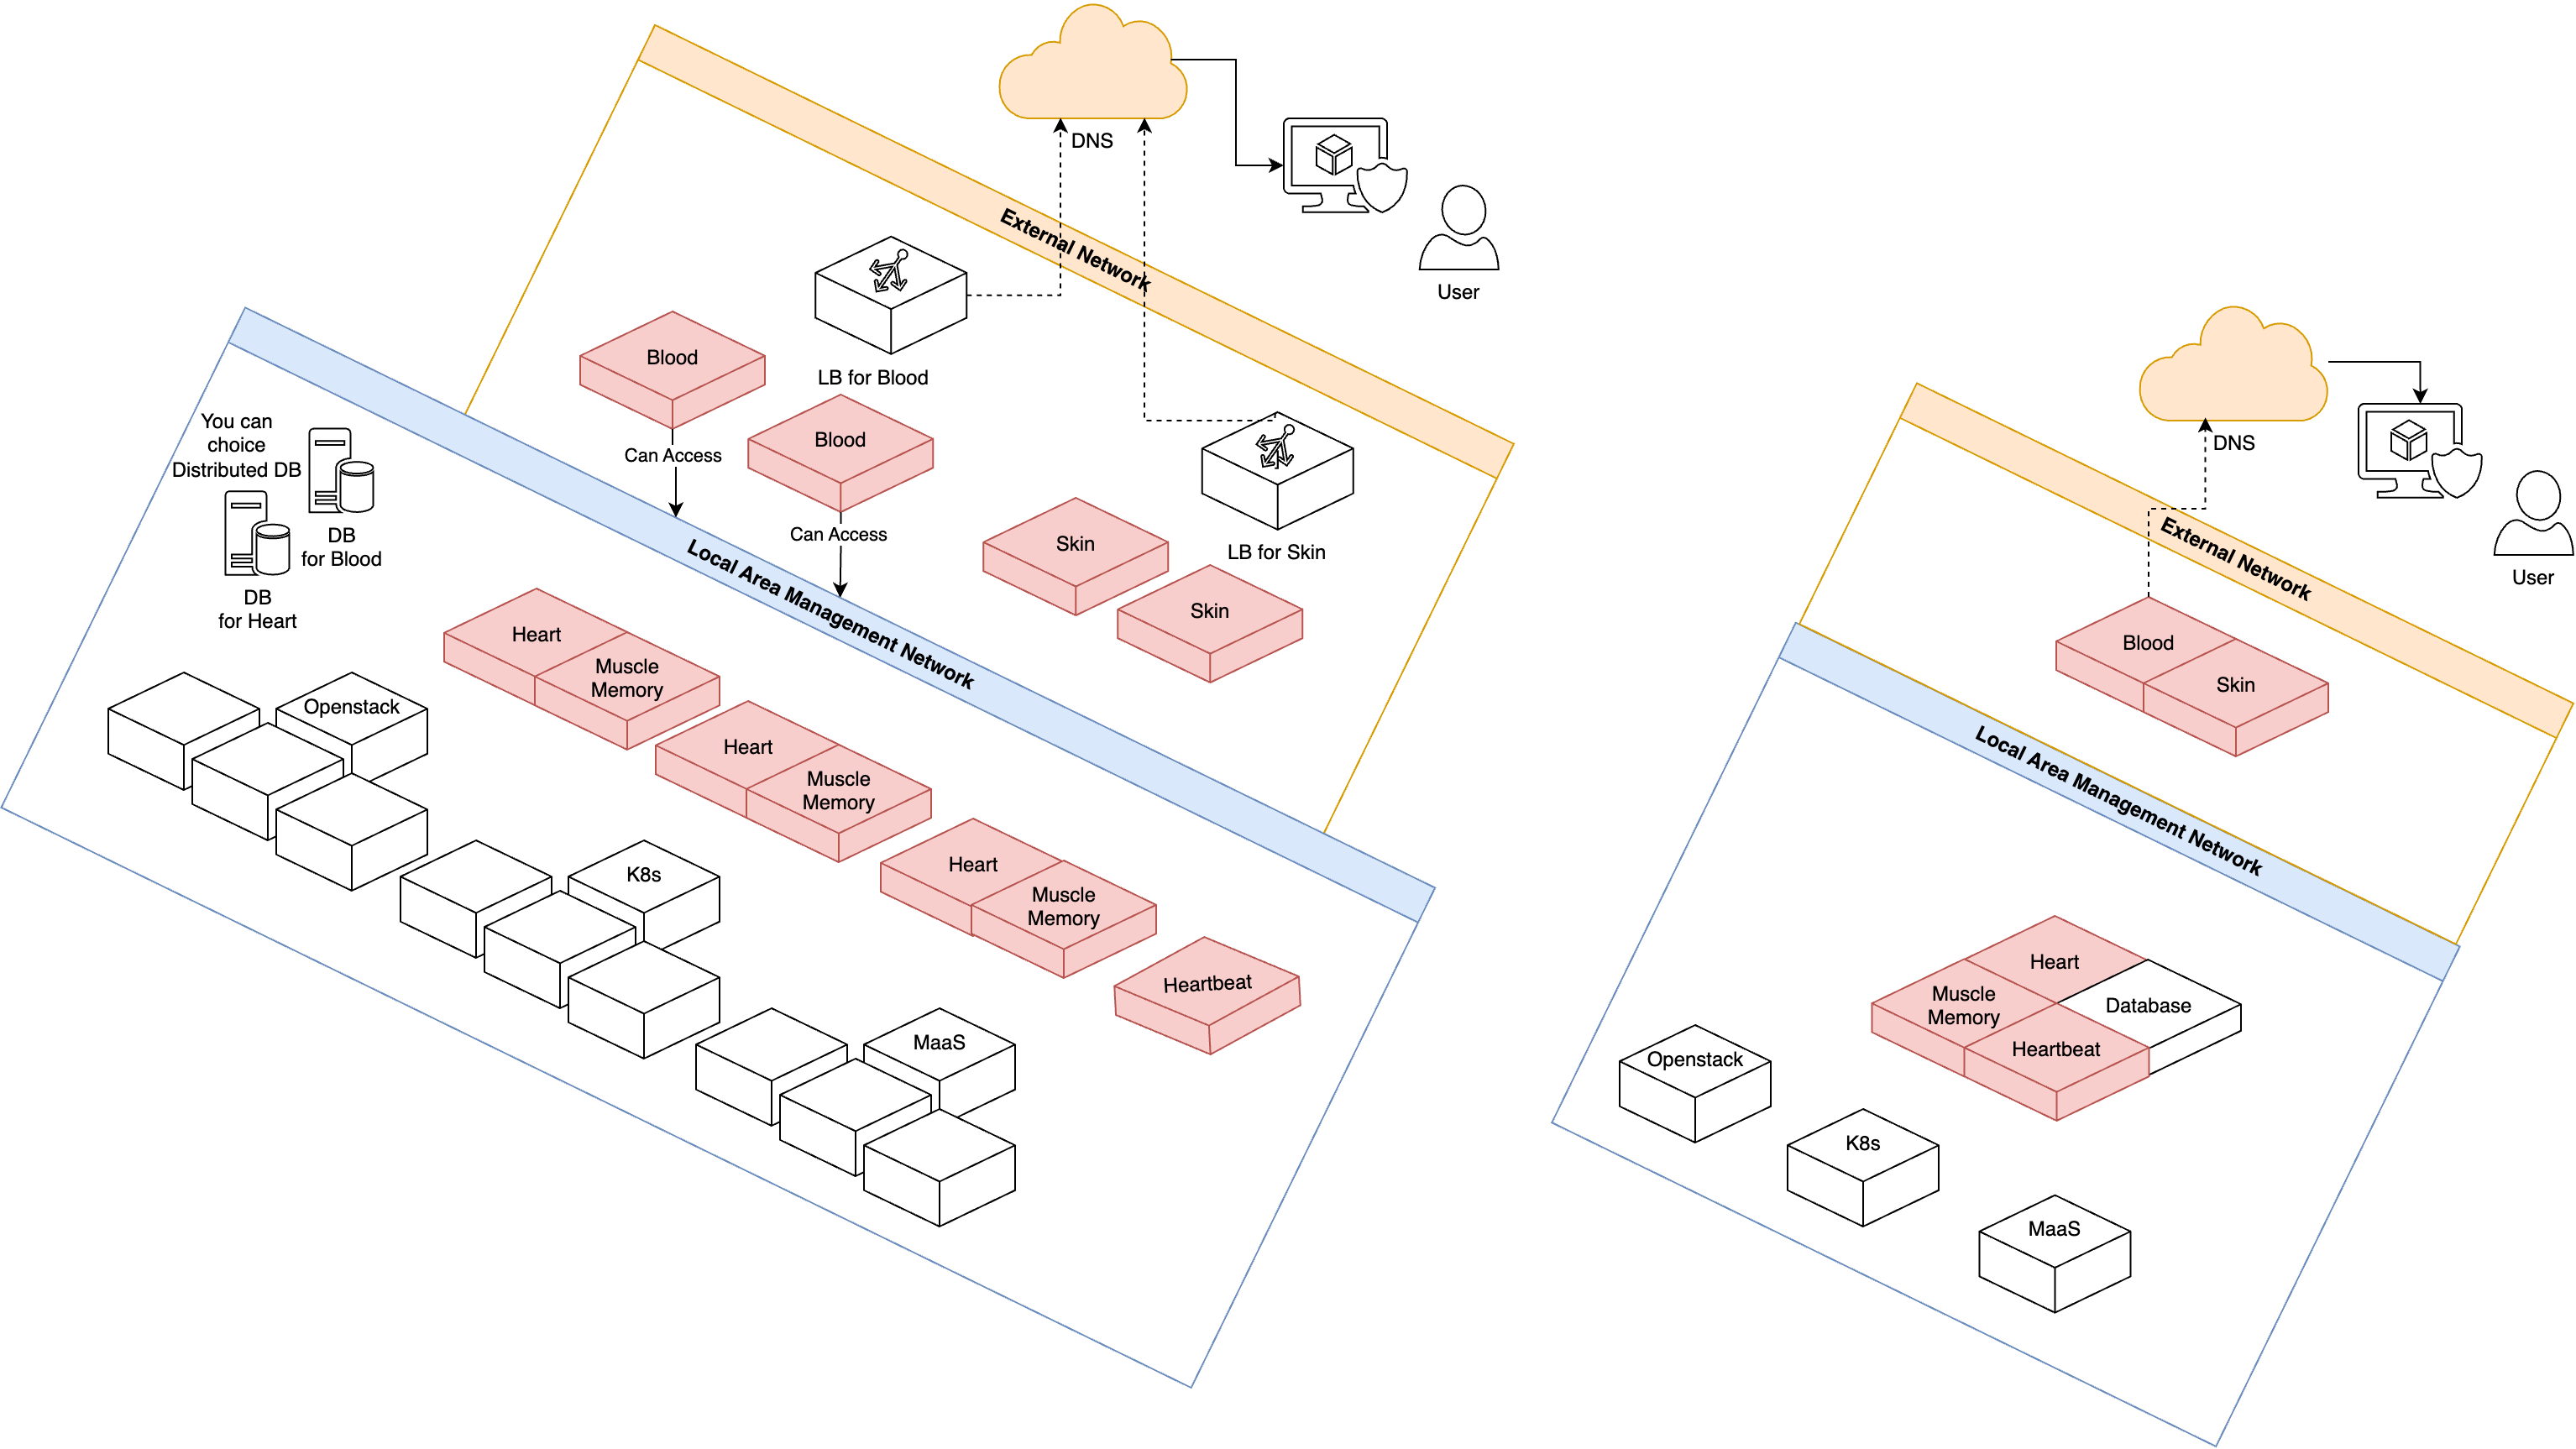 DNS
External Network
User
LB for Blood
Blood
Blood
Can Access
Can Access
LB for Skin
Skin
Skin
Local Area Management Network
You can
choice
Distributed DB
DB
for Blood
DB
for Heart
Heart
Muscle
Memory
Heart
Muscle
Memory
Heart
Muscle
Memory
Heartbeat
Openstack
K8s
MaaS
DNS
External Network
User
Blood
Skin
Local Area Management Network
Heart
Muscle
Memory
Database
Heartbeat
Openstack
K8s
MaaS